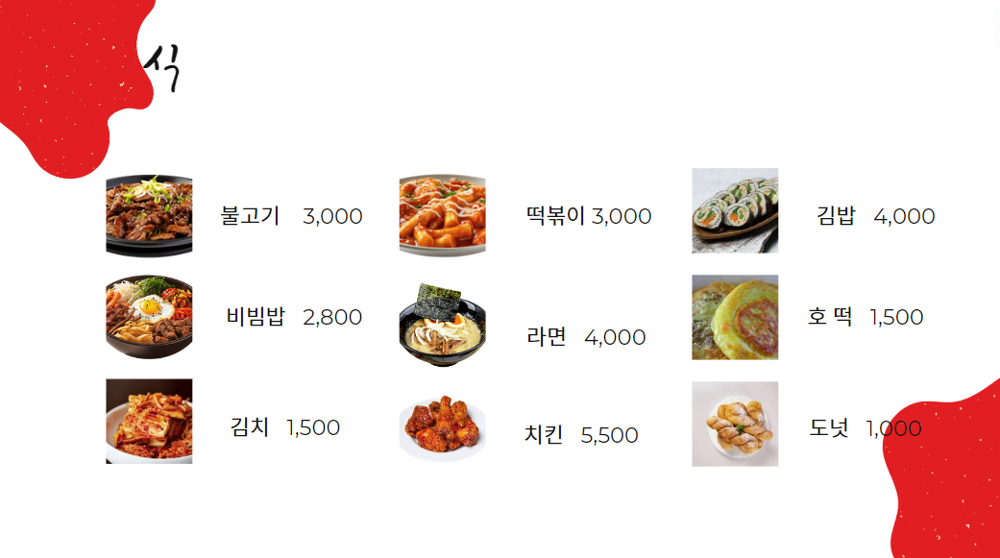 식
불고기 3,000
떡볶이 3,000
김밥 4,000
비빔밥 2,800
라면 4,000
호 떡 1,500
김치 1,500
치킨 5,500
도넛 1,000